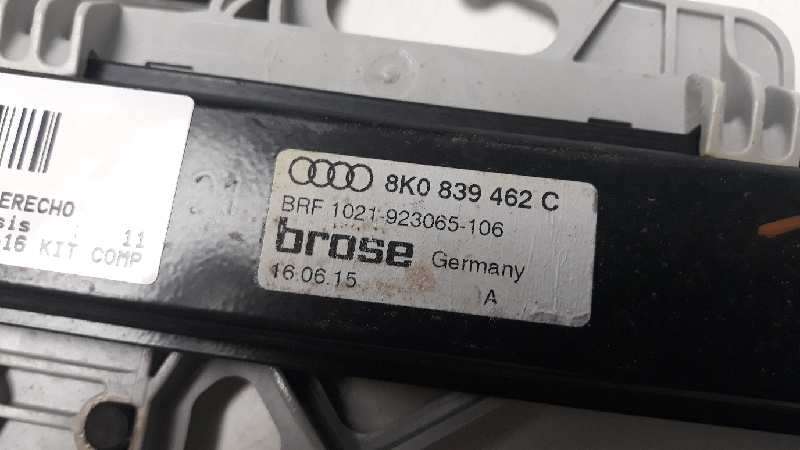 ERECHO
sis 11
-16 KIT COMP
8K0 839 462 C
BRF 1021-923065-106
brose Germany
16.06.15 A